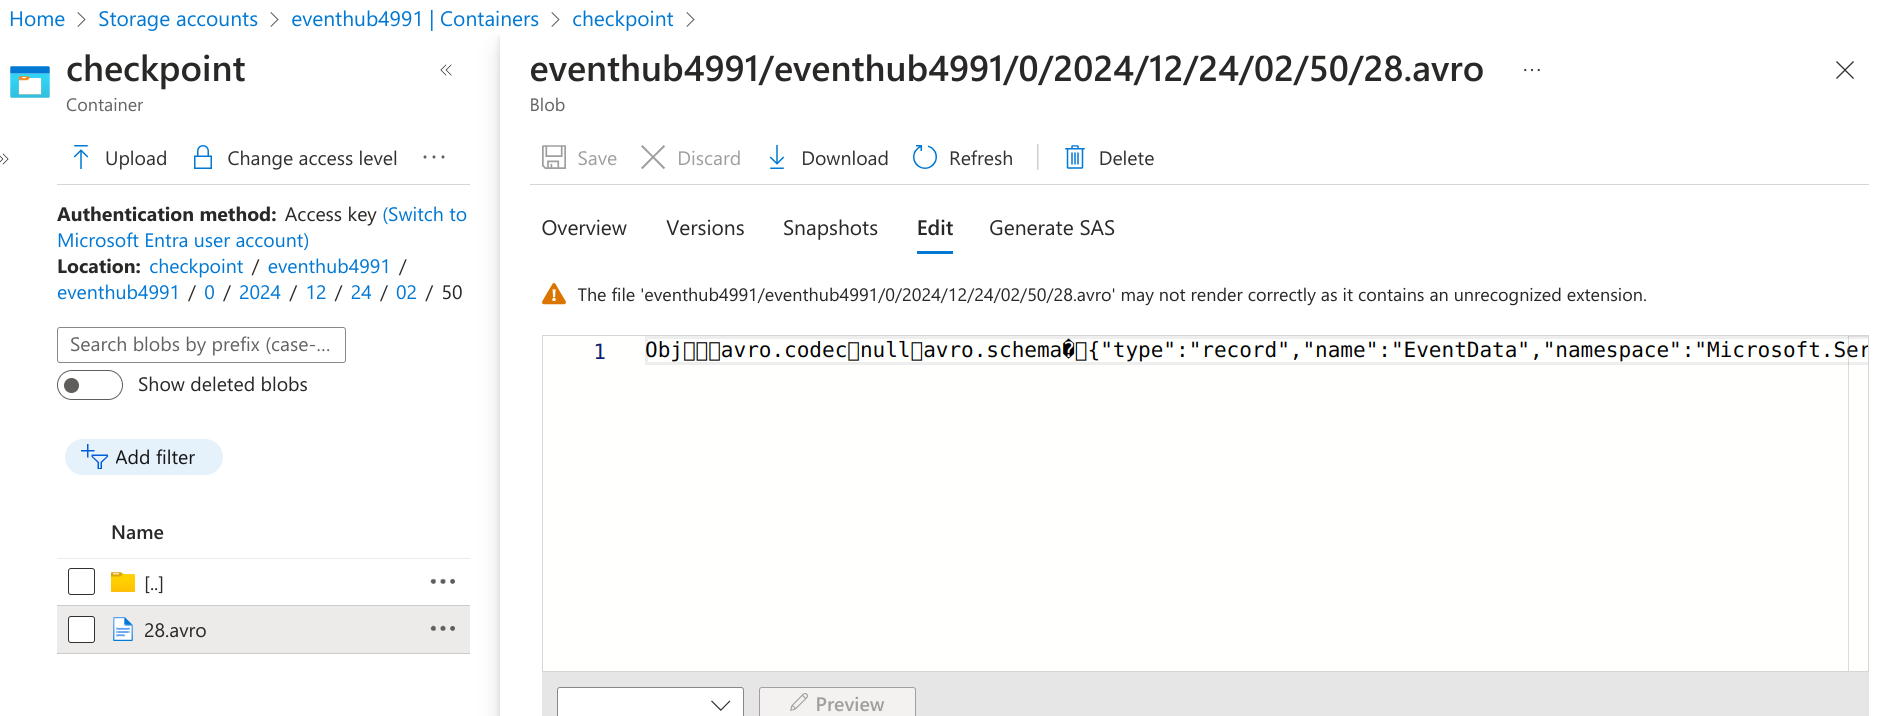 Home > Storage accounts > eventhub4991 | Containers > checkpoint >
checkpoint
Container
«
»
Upload
Change access level
...
Authentication method: Access key (Switch to
Microsoft Entra user account)
Location: checkpoint / eventhub4991 /
eventhub4991 / 0 / 2024 / 12 / 24 / 02 / 50
Search blobs by prefix (case-...
Show deleted blobs
Add filter
Name
[..]
28.avro
eventhub4991/eventhub4991/0/2024/12/24/02/50/28.avro ...
Blob
Save Discard Download Refresh Delete
Overview Versions Snapshots Edit Generate SAS
The file 'eventhub4991/eventhub4991/0/2024/12/24/02/50/28.avro' may not render correctly as it contains an unrecognized extension.
1 Obj□□□avro.codec□null□avro.schema�□{"type":"record","name":"EventData","namespace":"Microsoft.Ser
Preview